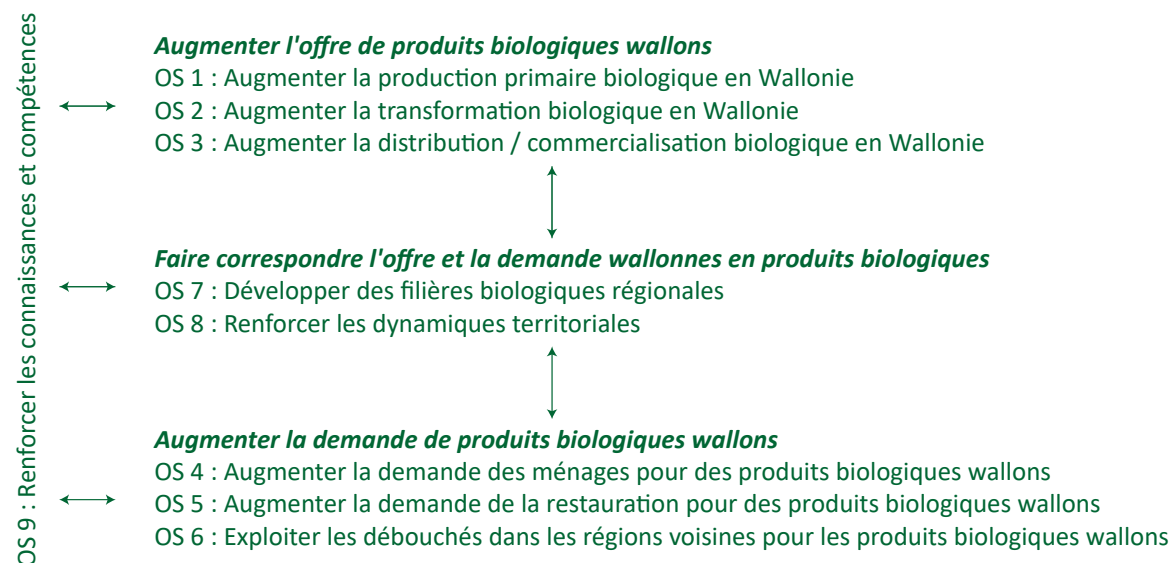 OS 9 : Renforcer les connaissances et compétences
Augmenter l'offre de produits biologiques wallons
OS 1 : Augmenter la production primaire biologique en Wallonie
OS 2 : Augmenter la transformation biologique en Wallonie
OS 3 : Augmenter la distribution / commercialisation biologique en Wallonie
Faire correspondre l'offre et la demande wallonnes en produits biologiques
OS 7 : Développer des filières biologiques régionales
OS 8 : Renforcer les dynamiques territoriales
Augmenter la demande de produits biologiques wallons
OS 4 : Augmenter la demande des ménages pour des produits biologiques wallons
OS 5 : Augmenter la demande de la restauration pour des produits biologiques wallons
OS 6 : Exploiter les débouchés dans les régions voisines pour les produits biologiques wallons